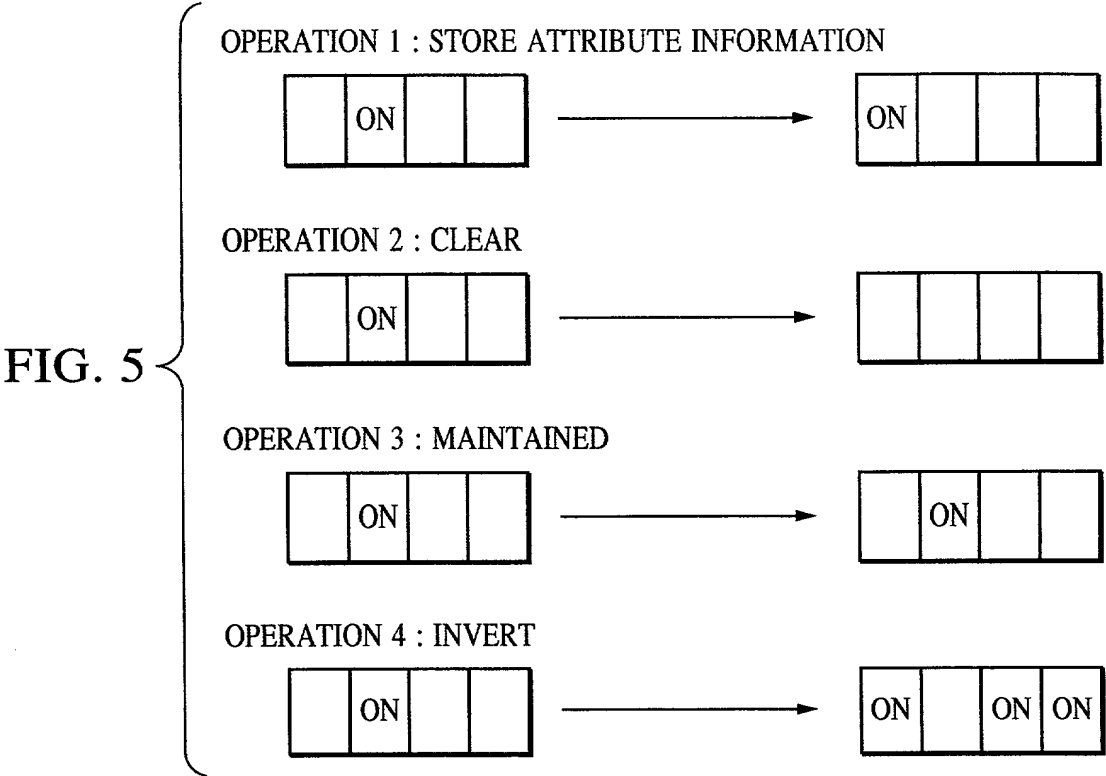 OPERATION 1 : STORE ATTRIBUTE INFORMATION
ON ON
OPERATION 2 : CLEAR
ON
FIG. 5
OPERATION 3 : MAINTAINED
ON ON
OPERATION 4 : INVERT
ON ON ON ON